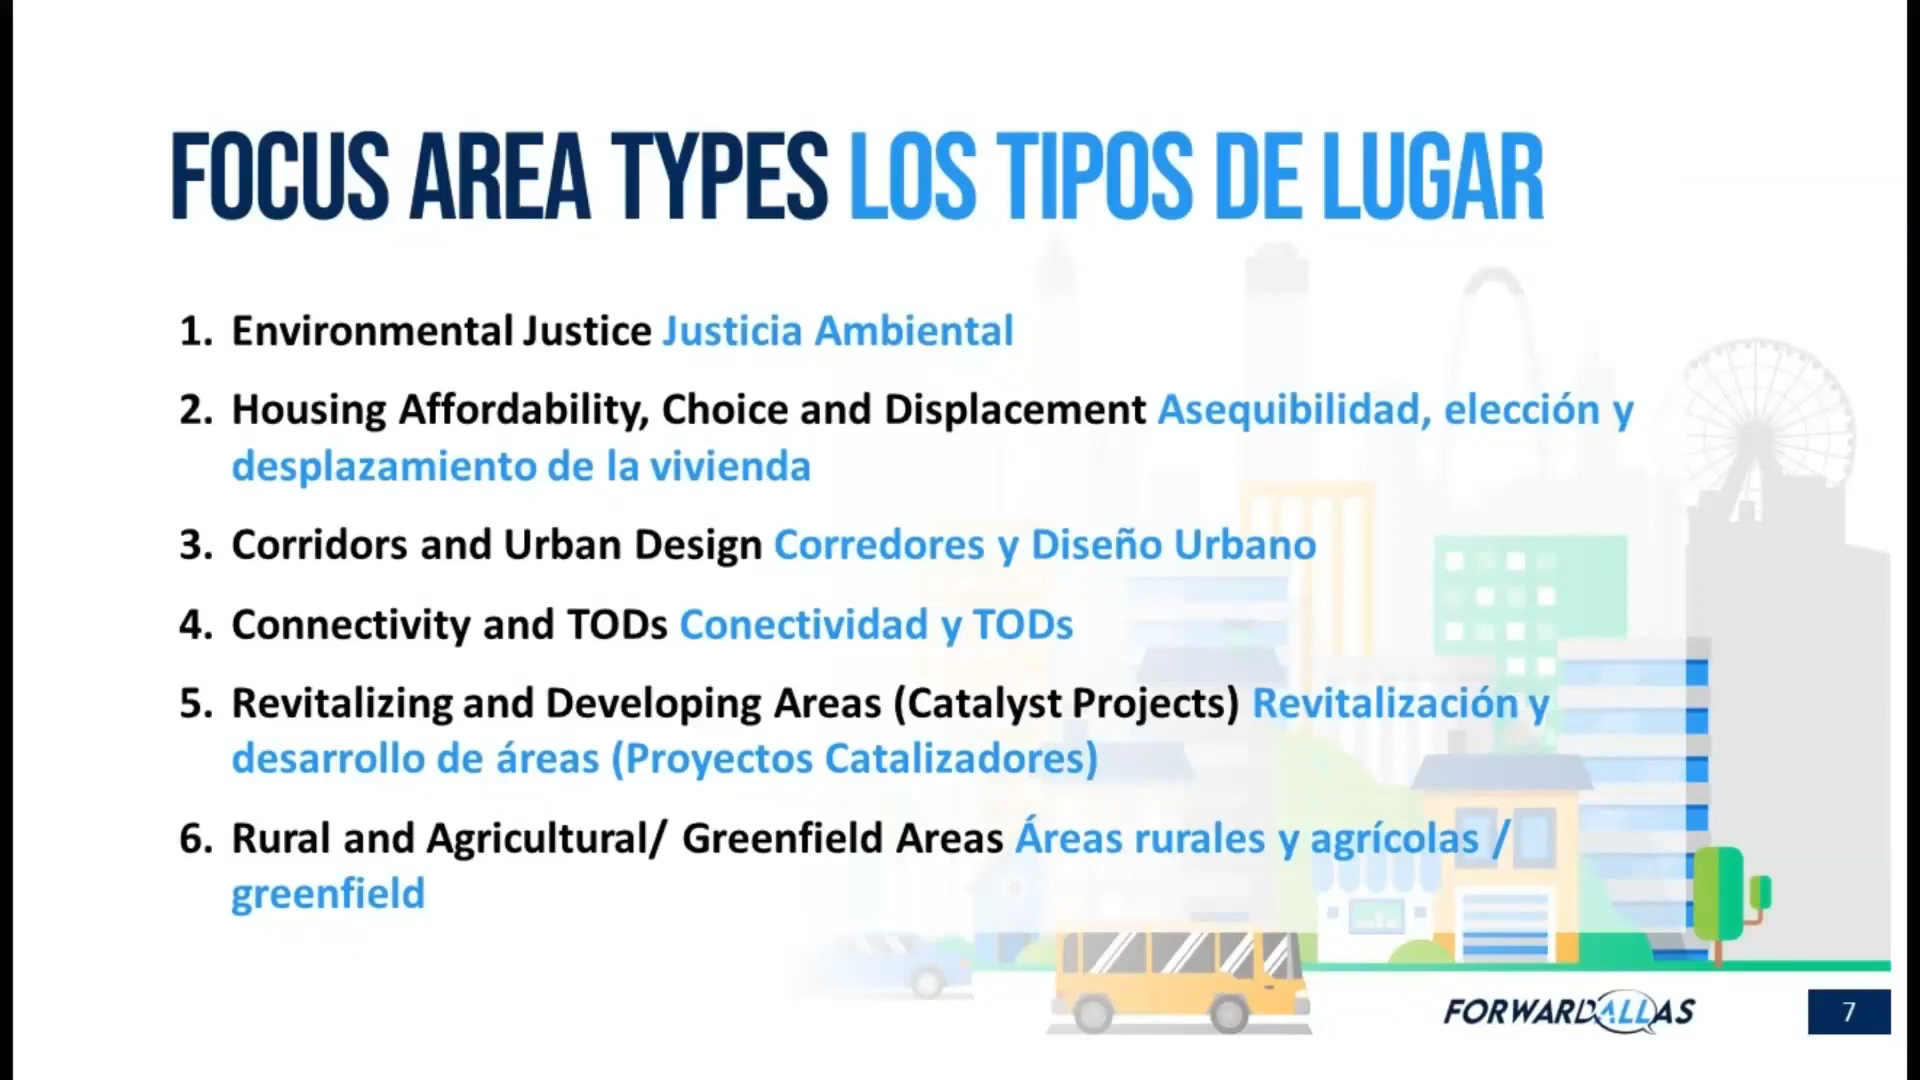 FOCUS AREA TYPES LOS TIPOS DE LUGAR
1. Environmental Justice Justicia Ambiental
2. Housing Affordability, Choice and Displacement Asequibilidad, elección y
desplazamiento de la vivienda
3. Corridors and Urban Design Corredores y Diseño Urbano
4. Connectivity and TODs Conectividad y TODs
5. Revitalizing and Developing Areas (Catalyst Projects) Revitalización y
desarrollo de áreas (Proyectos Catalizadores)
6. Rural and Agricultural/ Greenfield Areas Áreas rurales y agrícolas /
greenfield
FORWARDALLAS
7